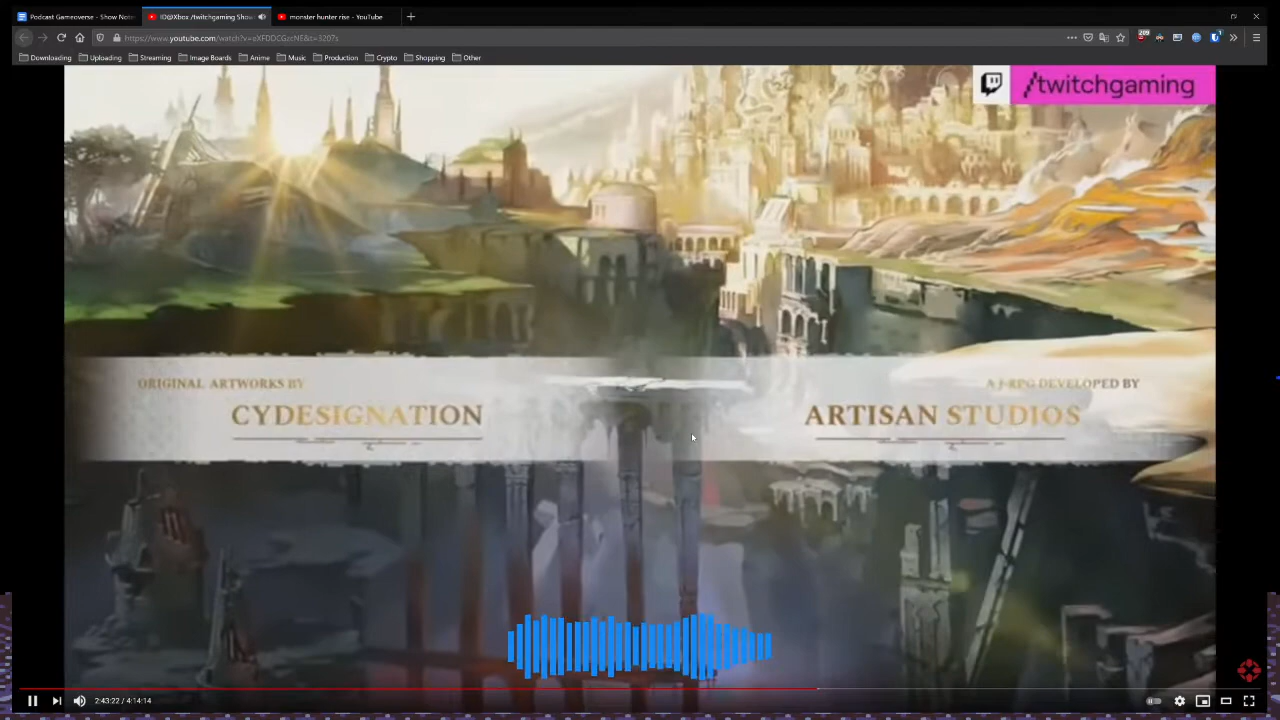 Podcast Gameoverse - Show Note
ID@Xbox /twitchgaming Show
monster hunter rise - YouTube
209
1
Downloading
Uploading
Streaming
Image Boards
Anime
Music
Production
Crypto
Shopping
Other
/twitchgaming
ORIGINAL ARTWORKS BY
CYDESIGNATION
A J-RPG DEVELOPED BY
ARTISAN STUDIOS
2:43:22 / 4:14:14